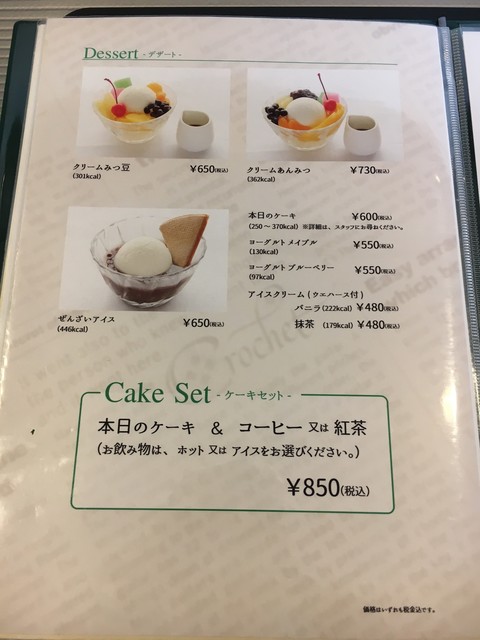 Dessert -デザート-
クリームみつ豆 ¥650(税込)
(301kcal)
クリームあんみつ ¥730(税込)
(362kcal)
ぜんざいアイス ¥650(税込)
(446kcal)
本日のケーキ ¥600(税込)
(250～370kcal) ※詳細は、スタッフにお尋ねください。
ヨーグルト メイプル ¥550(税込)
(130kcal)
ヨーグルト ブルーベリー ¥550(税込)
(97kcal)
アイスクリーム (ウエハース付)
バニラ (222kcal) ¥480(税込)
抹茶 (179kcal) ¥480(税込)
Cake Set -ケーキセット-
本日のケーキ & コーヒー 又は 紅茶
(お飲み物は、ホット 又は アイスをお選びください。)
¥850(税込)
価格はいずれも税金込です。